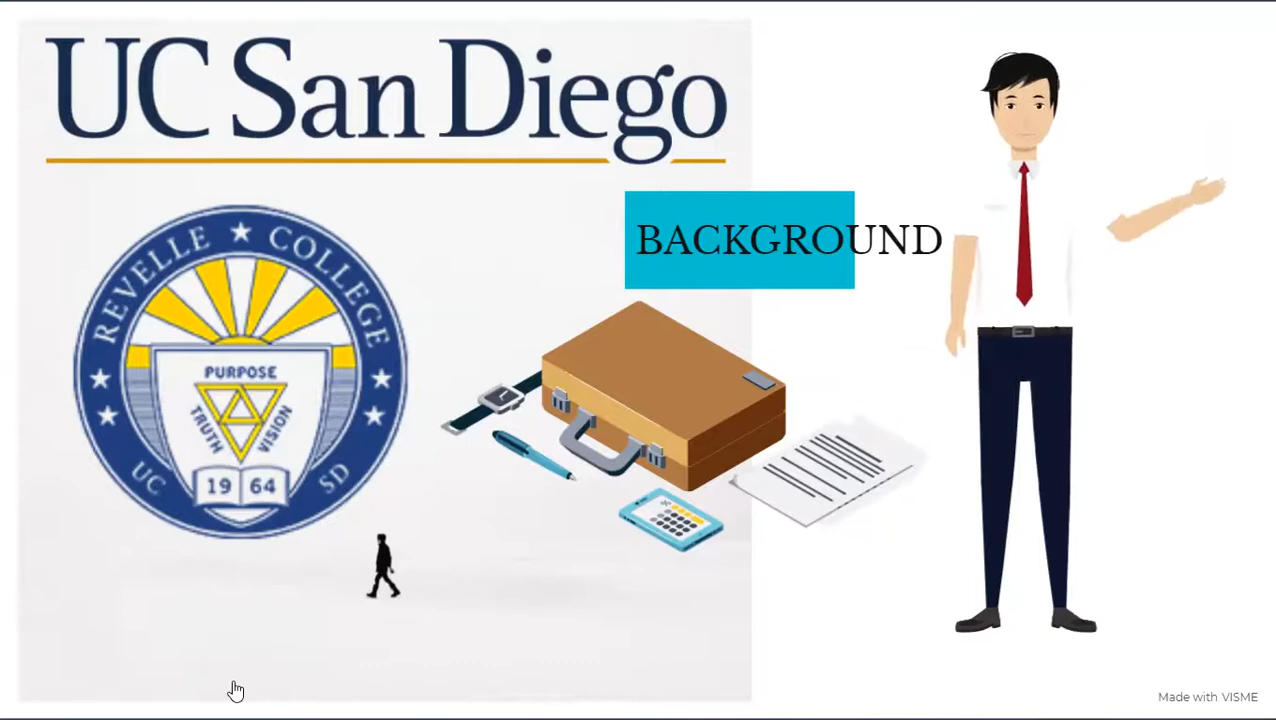 UC San Diego
REVELLE ★ COLLEGE
BACKGROUND
PURPOSE
TRUTH
VISION
UC
19 64
SD
Made with VISME